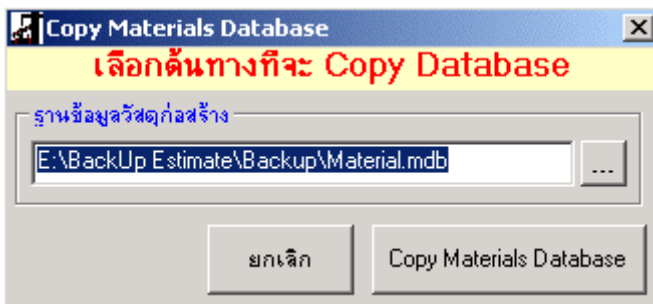 Copy Materials Database
เลือกต้นทางที่จะ Copy Database
ฐานข้อมูลวัสดุก่อสร้าง
E:\BackUp Estimate\Backup\Material.mdb
...
ยกเลิก
Copy Materials Database